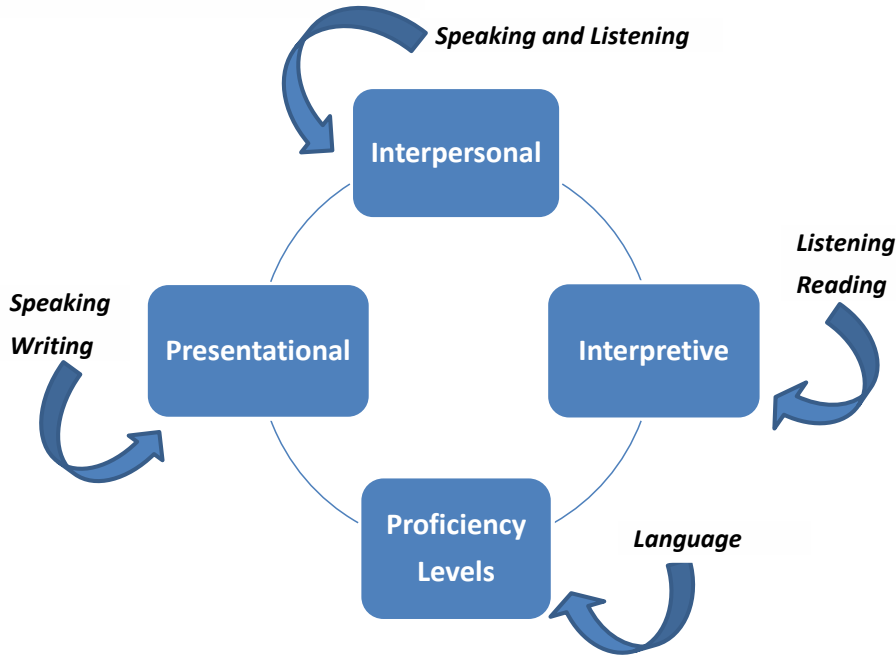 Speaking and Listening
Interpersonal
Listening
Reading
Speaking
Writing
Presentational
Interpretive
Proficiency
Levels
Language